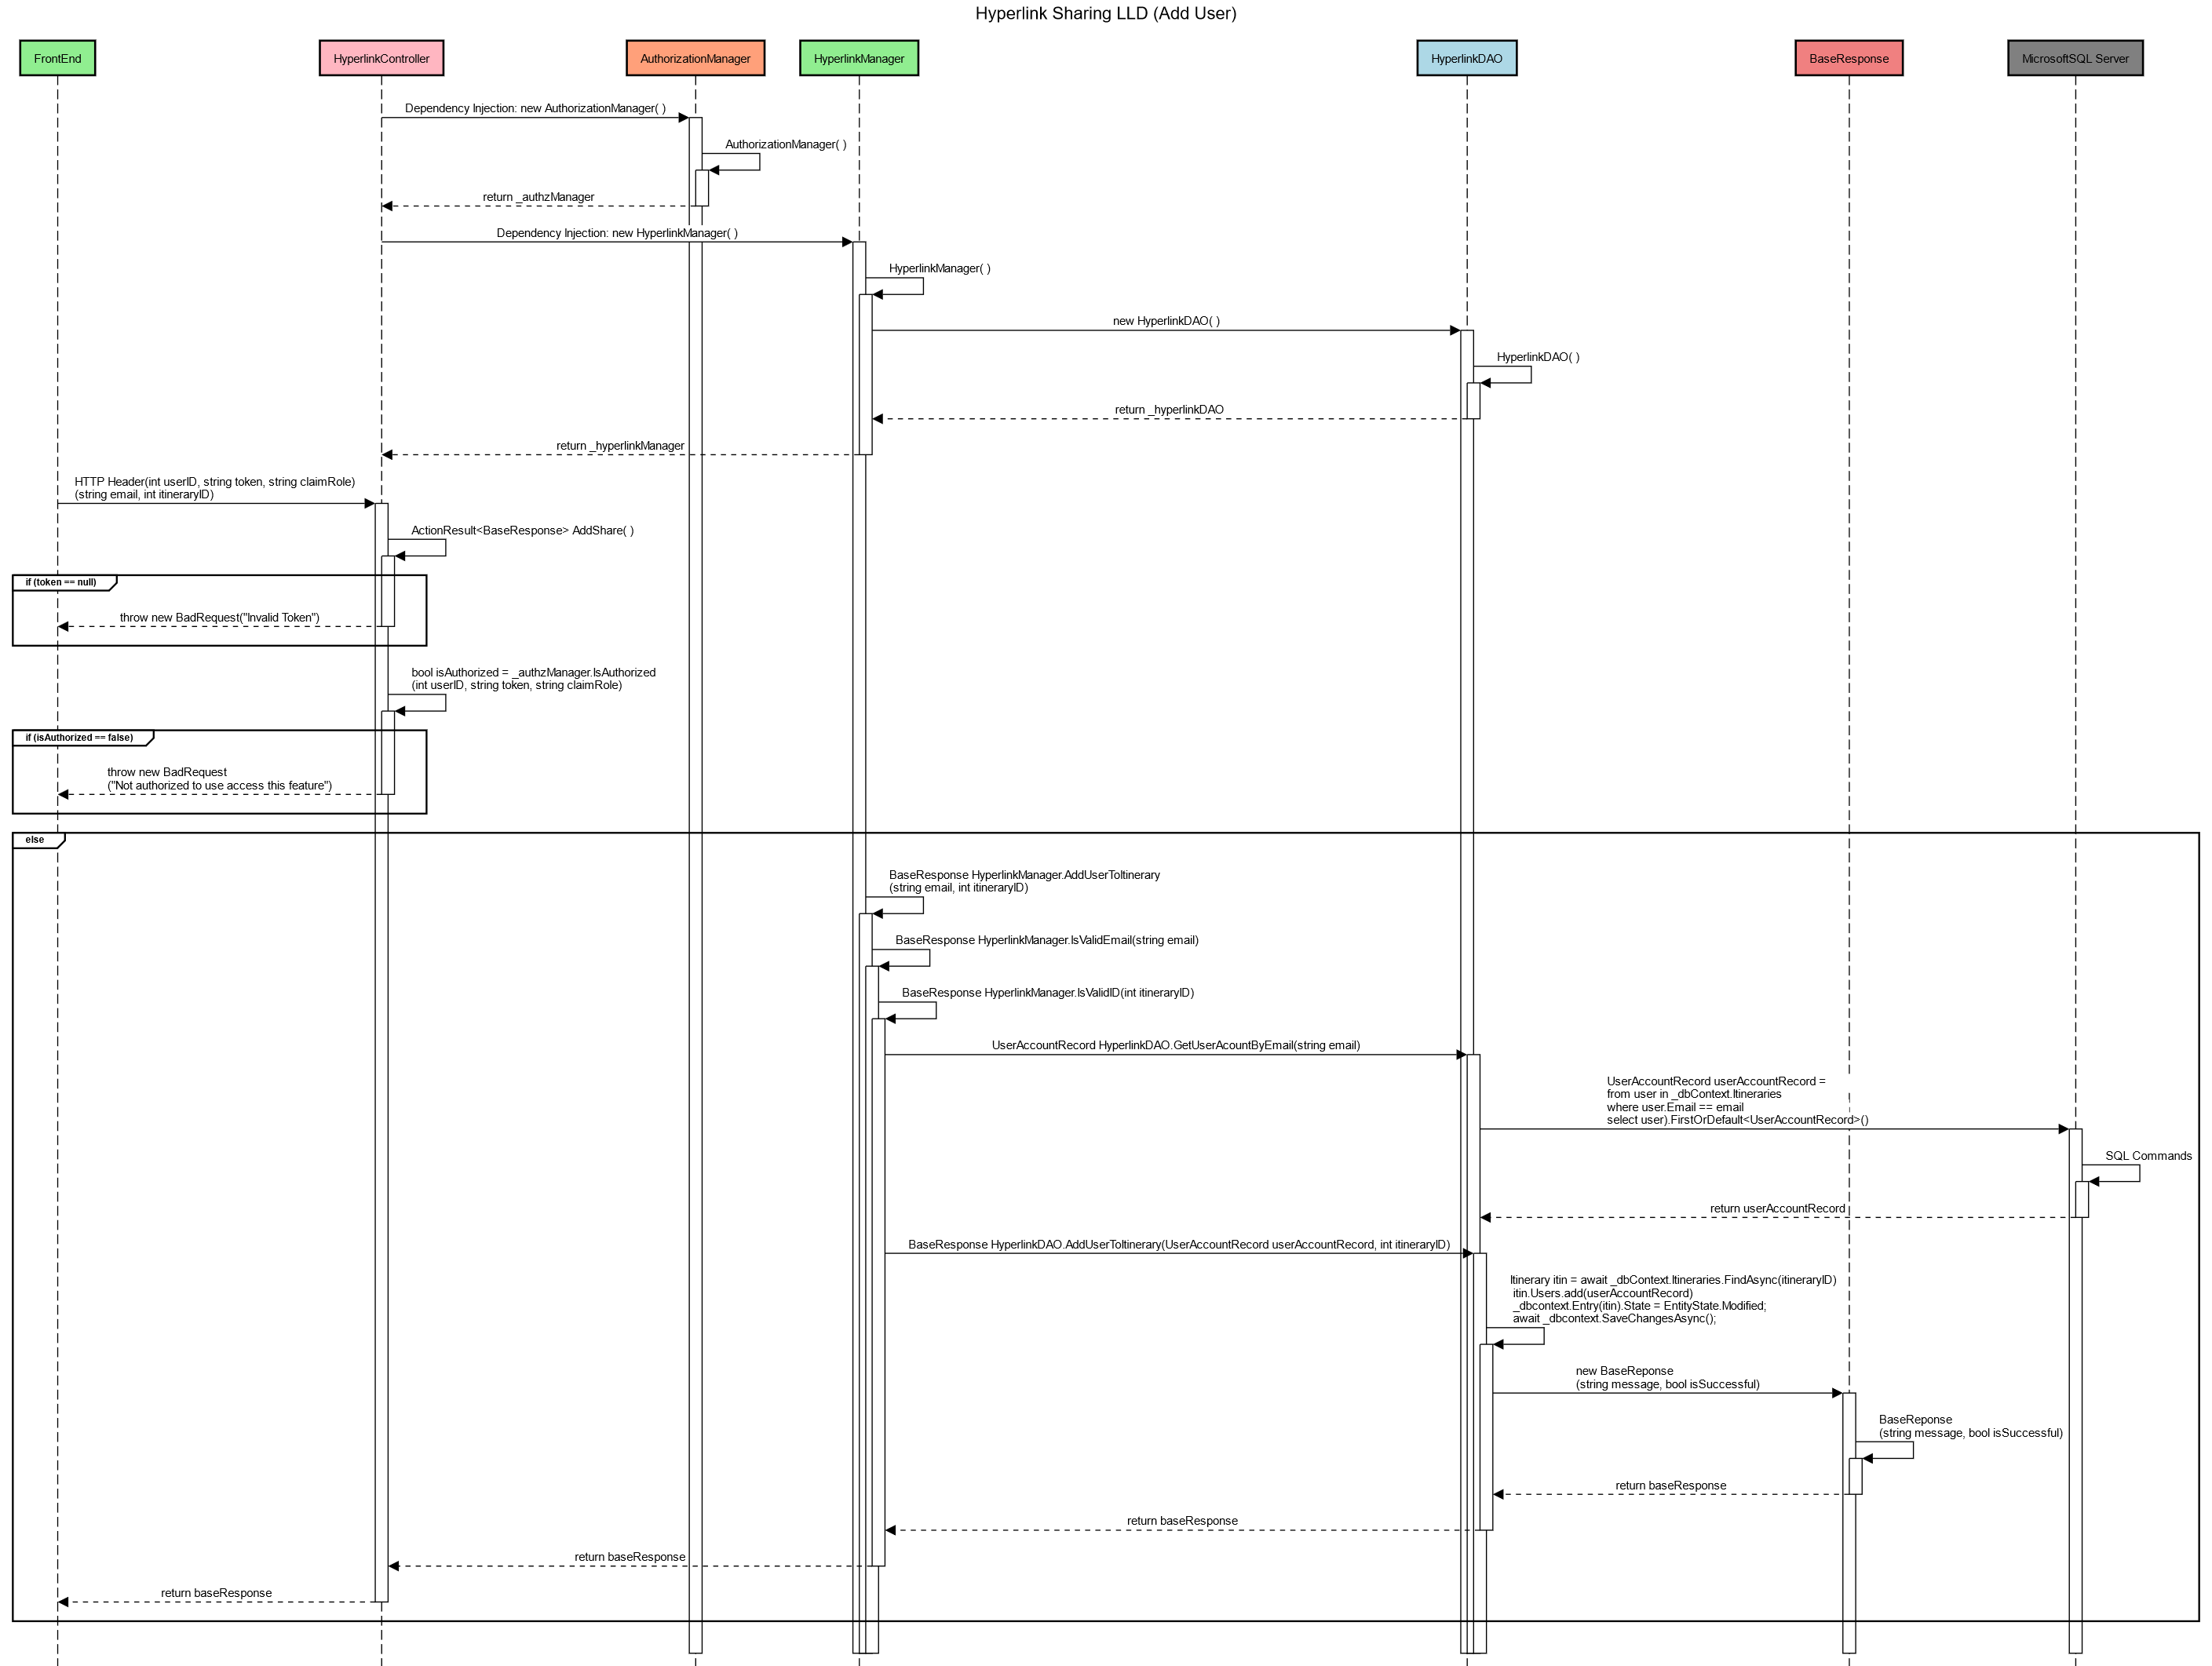 Hyperlink Sharing LLD (Add User)
FrontEnd
HyperlinkController
AuthorizationManager
HyperlinkManager
HyperlinkDAO
BaseResponse
MicrosoftSQL Server
Dependency Injection: new AuthorizationManager( )
AuthorizationManager( )
return _authzManager
Dependency Injection: new HyperlinkManager( )
HyperlinkManager( )
new HyperlinkDAO( )
HyperlinkDAO( )
return _hyperlinkDAO
return _hyperlinkManager
HTTP Header(int userID, string token, string claimRole)
(string email, int itineraryID)
ActionResult<BaseResponse> AddShare( )
if (token == null)
throw new BadRequest("Invalid Token")
bool isAuthorized = _authzManager.IsAuthorized
(int userID, string token, string claimRole)
if (isAuthorized == false)
throw new BadRequest
("Not authorized to use access this feature")
else
BaseResponse HyperlinkManager.AddUserToItinerary
(string email, int itineraryID)
BaseResponse HyperlinkManager.IsValidEmail(string email)
BaseResponse HyperlinkManager.IsValidID(int itineraryID)
UserAccountRecord HyperlinkDAO.GetUserAcountByEmail(string email)
UserAccountRecord userAccountRecord =
from user in _dbContext.Itineraries
where user.Email == email
select user).FirstOrDefault<UserAccountRecord>()
SQL Commands
return userAccountRecord
BaseResponse HyperlinkDAO.AddUserToItinerary(UserAccountRecord userAccountRecord, int itineraryID)
Itinerary itin = await _dbContext.Itineraries.FindAsync(itineraryID)
itin.Users.add(userAccountRecord)
_dbcontext.Entry(itin).State = EntityState.Modified;
await _dbcontext.SaveChangesAsync();
new BaseReponse
(string message, bool isSuccessful)
BaseReponse
(string message, bool isSuccessful)
return baseResponse
return baseResponse
return baseResponse
return baseResponse